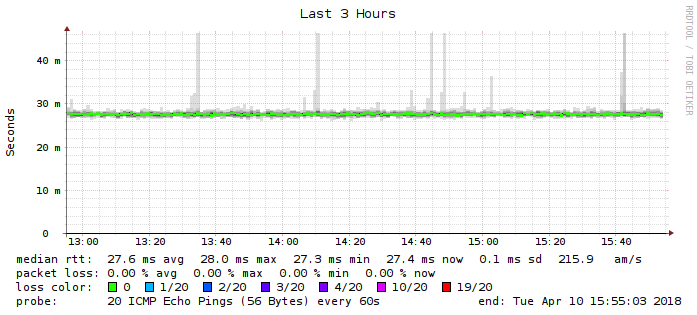 Last 3 Hours
RRDTOOL / TOBI OETIKER
Seconds
40 m
30 m
20 m
10 m
0
13:00 13:20 13:40 14:00 14:20 14:40 15:00 15:20 15:40
median rtt: 27.6 ms avg 28.0 ms max 27.3 ms min 27.4 ms now 0.1 ms sd 215.9 am/s
packet loss: 0.00 % avg 0.00 % max 0.00 % min 0.00 % now
loss color: 0 1/20 2/20 3/20 4/20 10/20 19/20
probe: 20 ICMP Echo Pings (56 Bytes) every 60s end: Tue Apr 10 15:55:03 2018